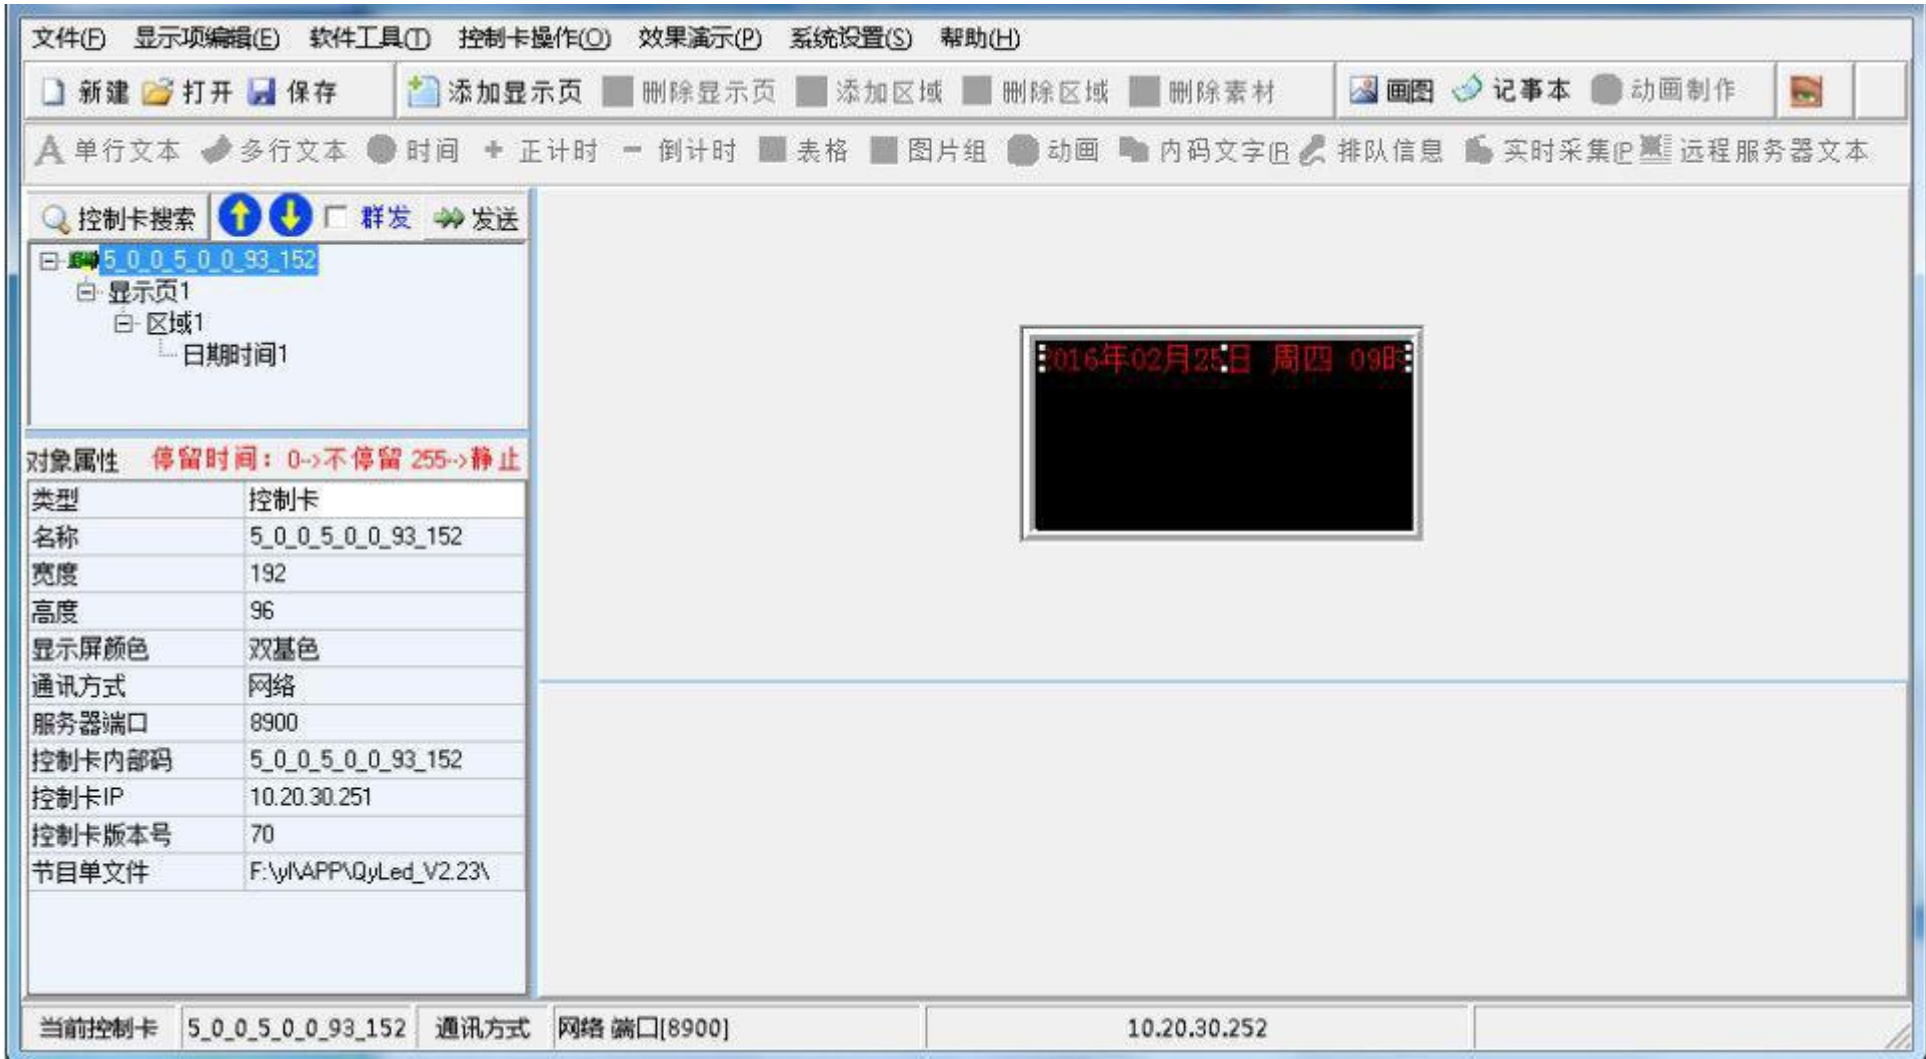 文件(F) 显示项编辑(E) 软件工具(T) 控制卡操作(O) 效果演示(P) 系统设置(S) 帮助(H)
新建 打开 保存 添加显示页 删除显示页 添加区域 删除区域 删除素材 画图 记事本 动画制作
A 单行文本 多行文本 时间 + 正计时 - 倒计时 表格 图片组 动画 内码文字(R 排队信息 实时采集(P 远程服务器文本
控制卡搜索 群发 发送
5_0_0_5_0_0_93_152
显示页1
区域1
日期时间1
2016年02月25日 周四 09时
对象属性 停留时间: 0->不停留 255->静止
类型 控制卡
名称 5_0_0_5_0_0_93_152
宽度 192
高度 96
显示屏颜色 双基色
通讯方式 网络
服务器端口 8900
控制卡内部码 5_0_0_5_0_0_93_152
控制卡IP 10.20.30.251
控制卡版本号 70
节目单文件 F:\yl\APP\QyLed_V2.23\
当前控制卡 5_0_0_5_0_0_93_152 通讯方式 网络 端口[8900] 10.20.30.252